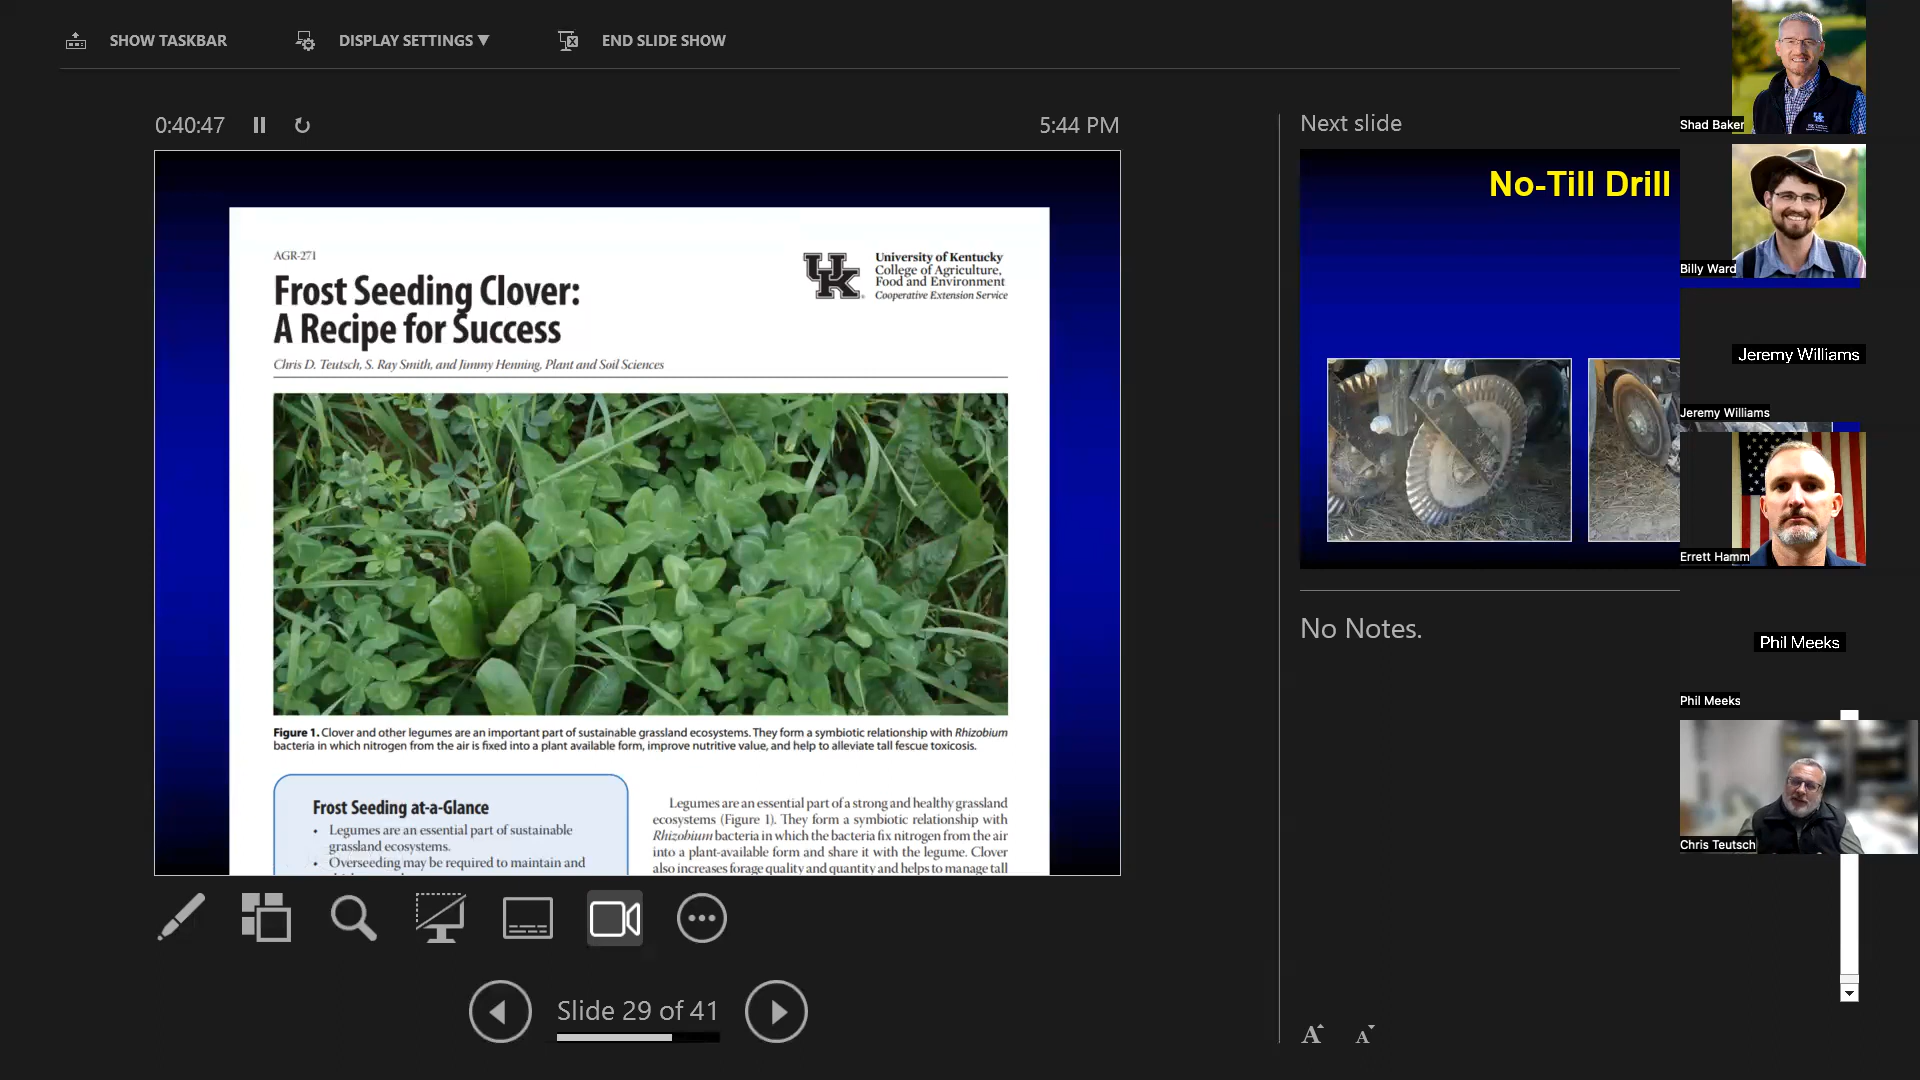 SHOW TASKBAR
DISPLAY SETTINGS ▼
END SLIDE SHOW
0:40:47
5:44 PM
AGR-271
Frost Seeding Clover:
A Recipe for Success
Chris D. Teutsch, S. Ray Smith, and Jimmy Henning, Plant and Soil Sciences
UK
University of Kentucky
College of Agriculture,
Food and Environment
Cooperative Extension Service
Figure 1. Clover and other legumes are an important part of sustainable grassland ecosystems. They form a symbiotic relationship with Rhizobium
bacteria in which nitrogen from the air is fixed into a plant available form, improve nutritive value, and help to alleviate tall fescue toxicosis.
Frost Seeding at-a-Glance
• Legumes are an essential part of sustainable
grassland ecosystems.
• Overseeding may be required to maintain and
Legumes are an essential part of a strong and healthy grassland
ecosystems (Figure 1). They form a symbiotic relationship with
Rhizobium bacteria in which the bacteria fix nitrogen from the air
into a plant-available form and share it with the legume. Clover
also increases forage quality and quantity and helps to manage tall
Slide 29 of 41
Next slide
No-Till Drill
No Notes.
A A
Shad Baker
Billy Ward
Jeremy Williams
Jeremy Williams
Errett Hamm
Phil Meeks
Phil Meeks
Chris Teutsch